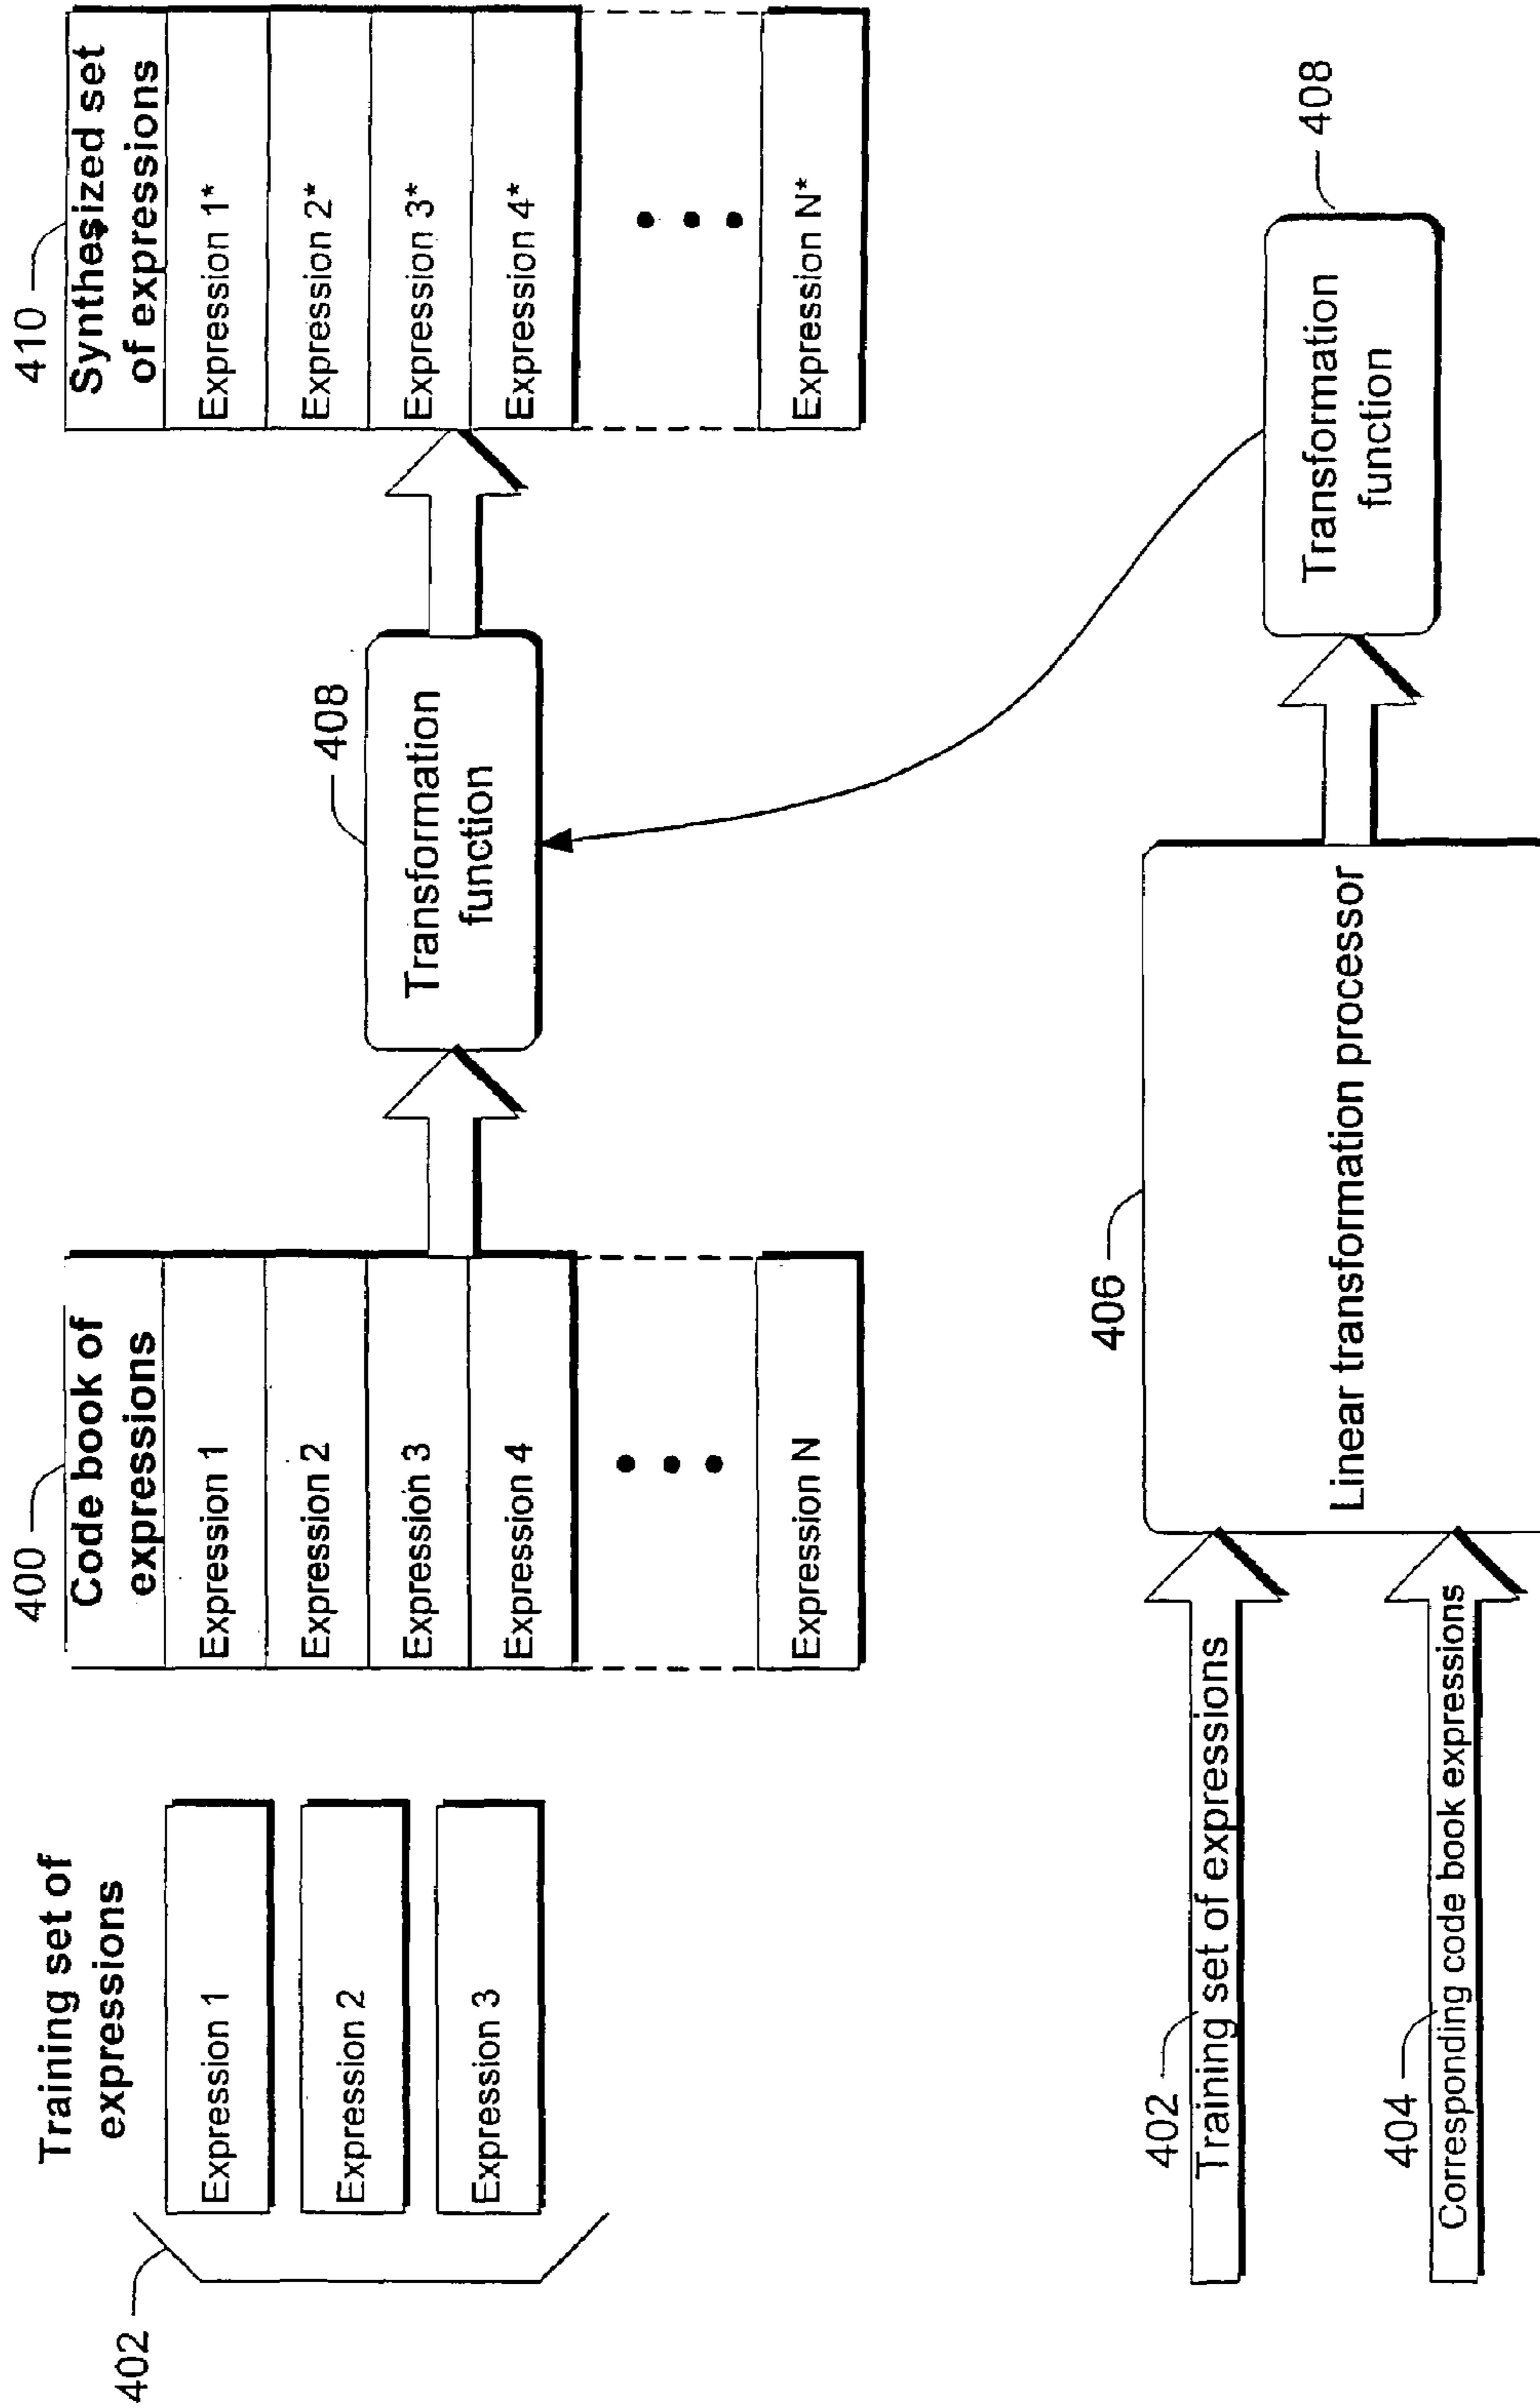 Training set of
expressions
402
Expression 1
Expression 2
Expression 3
400
Code book of
expressions
Expression 1
Expression 2
Expression 3
Expression 4
Expression N
408
Transformation
function
410
Synthesized set
of expressions
Expression 1*
Expression 2*
Expression 3*
Expression 4*
Expression N*
402
Training set of expressions
404
Corresponding code book expressions
406
Linear transformation processor
Transformation
function
408